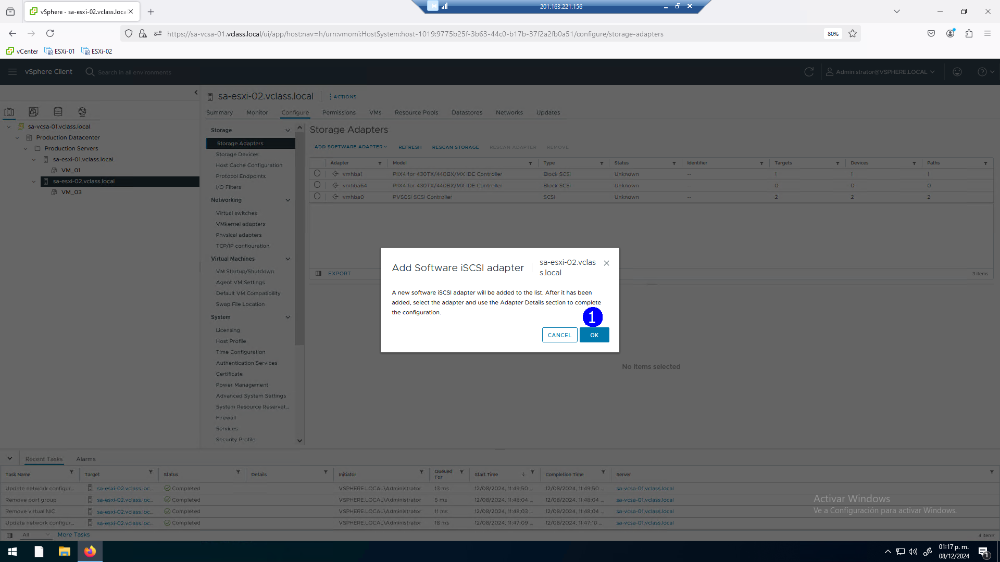 vSphere - sa-esxi-02.vclass.loca
201.163.221.156
https://sa-vcsa-01.vclass.local/ui/app/host;nav=h/urn:vmomi:HostSystem:host-1019:9775b25f-3b63-44c0-b17b-37f2a2fb0a51/configure/storage-adapters
80%
vCenter ESXi-01 ESXi-02
vSphere Client
Search in all environments
Administrator@VSPHERE.LOCAL
sa-vcsa-01.vclass.local
Production Datacenter
Production Servers
sa-esxi-01.vclass.local
VM_01
sa-esxi-02.vclass.local
VM_03
sa-esxi-02.vclass.local
ACTIONS
Summary Monitor Configure Permissions VMs Resource Pools Datastores Networks Updates
Storage
Storage Adapters
Storage Devices
Host Cache Configuration
Protocol Endpoints
I/O Filters
Networking
Virtual switches
VMkernel adapters
Physical adapters
TCP/IP configuration
Virtual Machines
VM Startup/Shutdown
Agent VM Settings
Default VM Compatibility
Swap File Location
System
Licensing
Host Profile
Time Configuration
Authentication Services
Certificate
Power Management
Advanced System Settings
System Resource Reservat...
Firewall
Services
Security Profile
Storage Adapters
ADD SOFTWARE ADAPTER REFRESH RESCAN STORAGE RESCAN ADAPTER REMOVE
Adapter Model Type Status Identifier Targets Devices Paths
vmhba1 PIIX4 for 430TX/440BX/MX IDE Controller Block SCSI Unknown -- 1 1 1
vmhba64 PIIX4 for 430TX/440BX/MX IDE Controller Block SCSI Unknown -- 0 0 0
vmhba0 PVSCSI SCSI Controller SCSI Unknown -- 2 2 2
EXPORT
3 items
Add Software iSCSI adapter
sa-esxi-02.vclas
s.local
A new software iSCSI adapter will be added to the list. After it has been
added, select the adapter and use the Adapter Details section to complete
the configuration.
1
CANCEL OK
No items selected
Recent Tasks Alarms
Task Name Target Status Details Initiator Queued For Start Time Completion Time Server
Update network configur... sa-esxi-02.vclass.loc... Completed VSPHERE.LOCAL\Administrator 13 ms 12/08/2024, 11:49:50 ... 12/08/2024, 11:49:50 ... sa-vcsa-01.vclass.local
Remove port group sa-esxi-02.vclass.loc... Completed VSPHERE.LOCAL\Administrator 5 ms 12/08/2024, 11:48:04 ... 12/08/2024, 11:48:04 ... sa-vcsa-01.vclass.local
Remove virtual NIC sa-esxi-02.vclass.loc... Completed VSPHERE.LOCAL\Administrator 11 ms 12/08/2024, 11:48:03 ... 12/08/2024, 11:48:04 ... sa-vcsa-01.vclass.local
Update network configur... sa-esxi-02.vclass.loc... Completed VSPHERE.LOCAL\Administrator 18 ms 12/08/2024, 11:47:09 ... 12/08/2024, 11:47:10 ... sa-vcsa-01.vclass.local
Activar Windows
Ve a Configuración para activar Windows.
All More Tasks
4 items
01:17 p. m.
08/12/2024
1